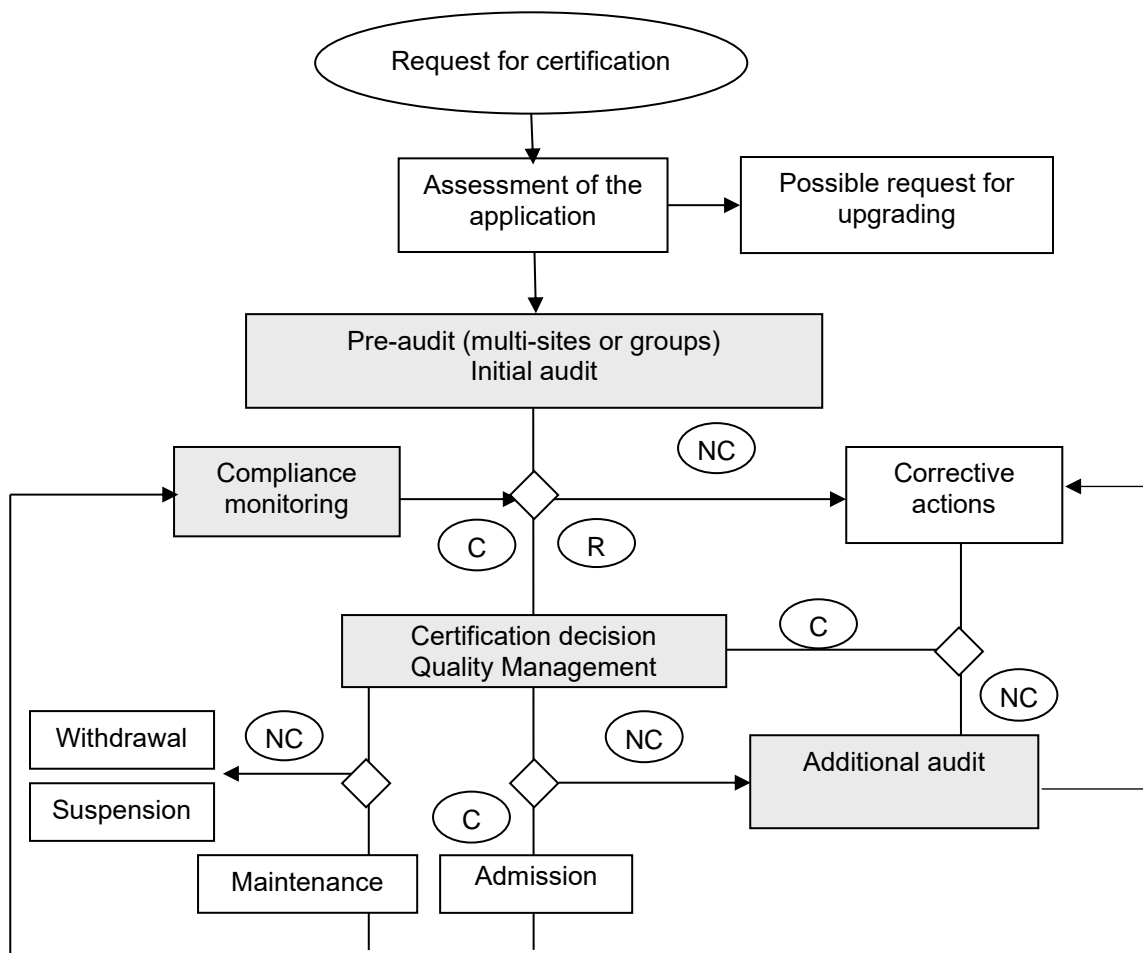 Request for certification
Assessment of the
application
Possible request for
upgrading
Pre-audit (multi-sites or groups)
Initial audit
NC
Compliance
monitoring
Corrective
actions
C
R
Certification decision
Quality Management
C
NC
Withdrawal
NC
NC
Additional audit
Suspension
C
Maintenance
Admission